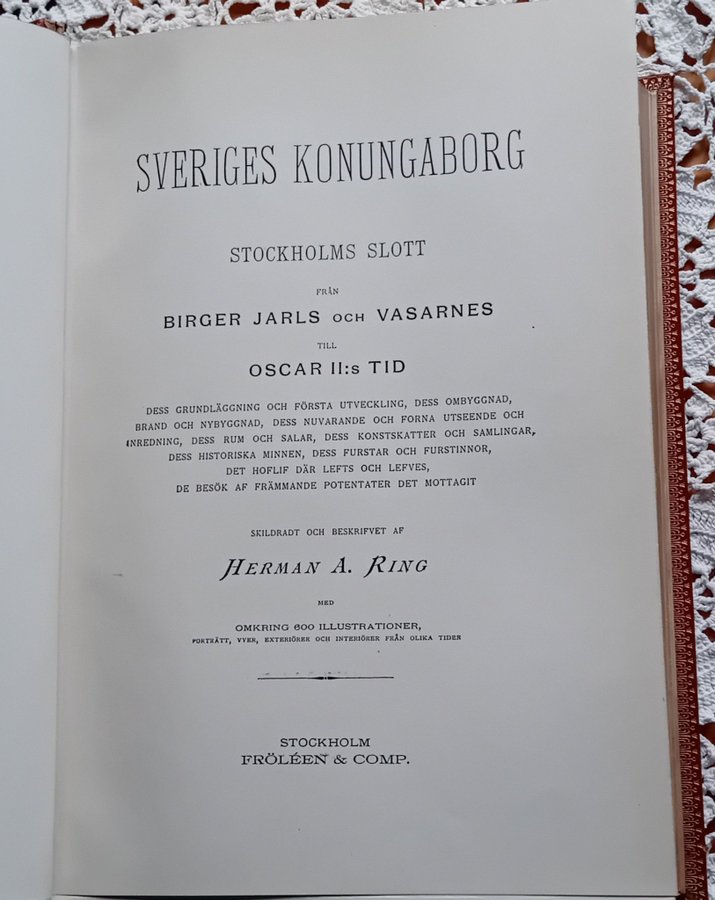 SVERIGES KONUNGABORG
STOCKHOLMS SLOTT
FRÅN
BIRGER JARLS OCH VASARNES
TILL
OSCAR II:s TID
DESS GRUNDLÄGGNING OCH FÖRSTA UTVECKLING, DESS OMBYGGNAD,
BRAND OCH NYBYGGNAD, DESS NUVARANDE OCH FORNA UTSEENDE OCH
INREDNING, DESS RUM OCH SALAR, DESS KONSTSKATTER OCH SAMLINGAR,
DESS HISTORISKA MINNEN, DESS FURSTAR OCH FURSTINNOR,
DET HOFLIF DÄR LEFTS OCH LEFVES,
DE BESÖK AF FRÄMMANDE POTENTATER DET MOTTAGIT
SKILDRADT OCH BESKRIFVET AF
HERMAN A. RING
MED
OMKRING 600 ILLUSTRATIONER,
PORTRÄTT, VYER, EXTERIÖRER OCH INTERIÖRER FRÅN OLIKA TIDER
STOCKHOLM
FRÖLÉEN & COMP.